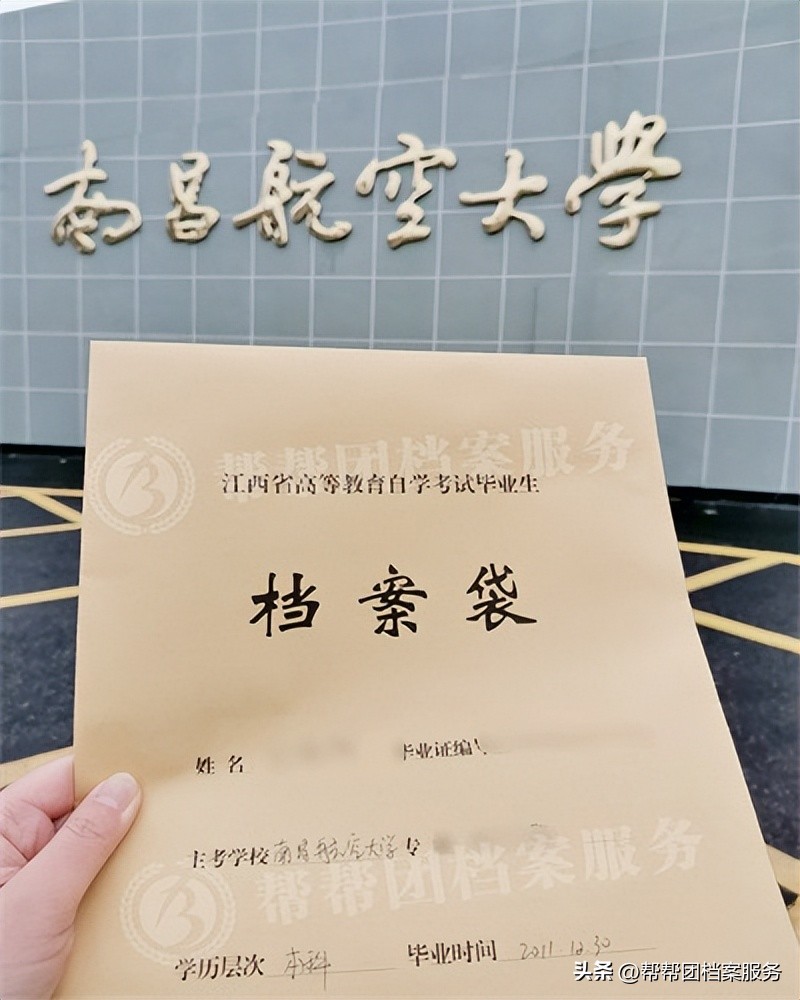 南昌航空大学
帮帮团档案服务
江西省高等教育自学考试毕业生
档案袋
姓名 毕业证编
主考学校南昌航空大学专
帮帮团档案服务
学历层次 本科 毕业时间 2011.12.30
头条 @帮帮团档案服务